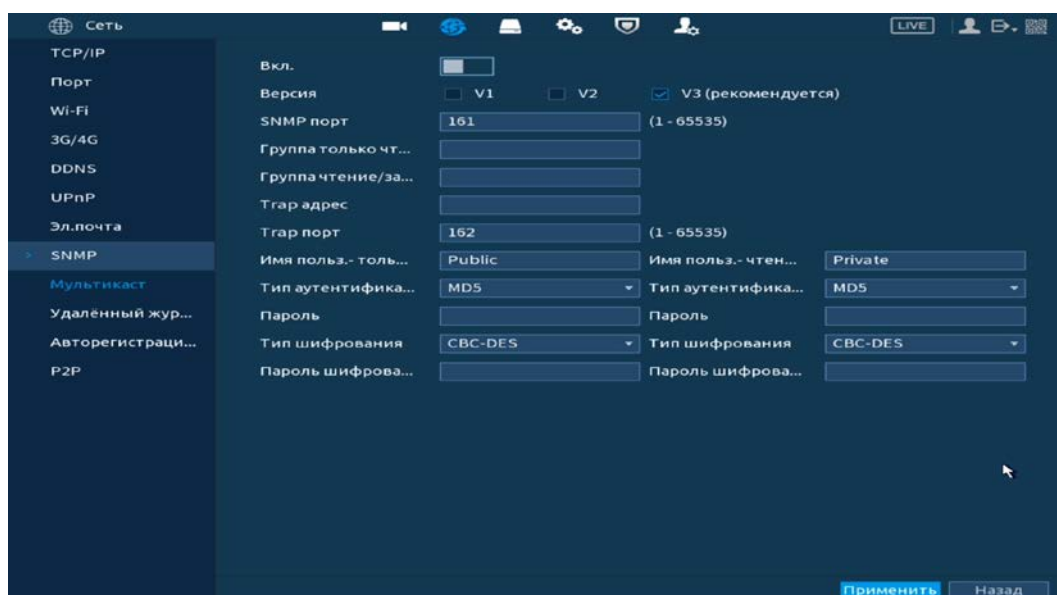 Сеть LIVE
TCP/IP
Порт
Wi-Fi
3G/4G
DDNS
UPnP
Эл.почта
SNMP
Мультикаст
Удалённый жур...
Авторегистраци...
P2P
Вкл.
Версия V1 V2 V3 (рекомендуется)
SNMP порт 161 (1 - 65535)
Группа только чт...
Группа чтение/за...
Trap адрес
Trap порт 162 (1 - 65535)
Имя польз.- толь... Public Имя польз.- чтен... Private
Тип аутентифика... MD5 Тип аутентифика... MD5
Пароль Пароль
Тип шифрования CBC-DES Тип шифрования CBC-DES
Пароль шифрова... Пароль шифрова...
Применить Назад